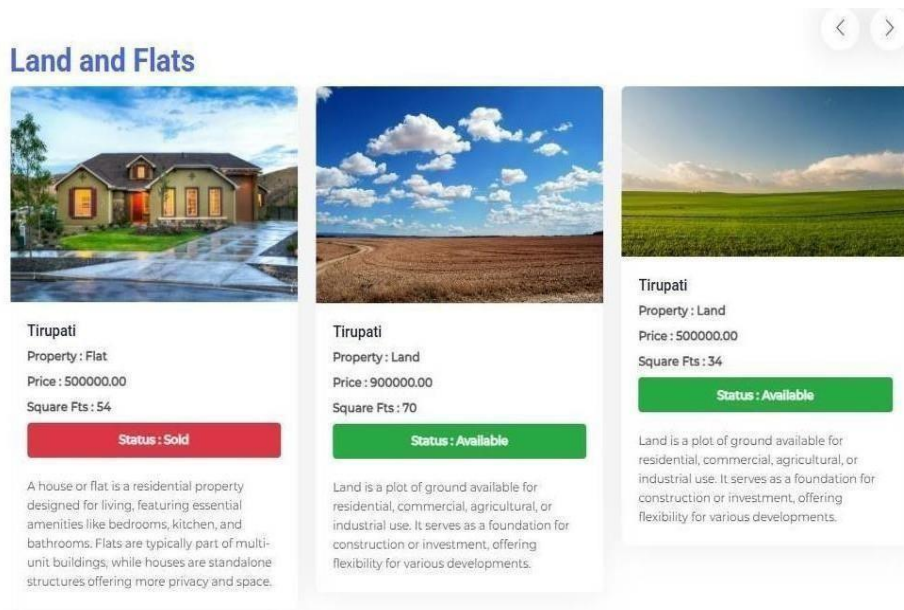 Land and Flats
Tirupati
Property : Flat
Price : 500000.00
Square Fts : 54
Status : Sold
A house or flat is a residential property
designed for living, featuring essential
amenities like bedrooms, kitchen, and
bathrooms. Flats are typically part of multi-
unit buildings, while houses are standalone
structures offering more privacy and space.
Tirupati
Property : Land
Price : 900000.00
Square Fts : 70
Status : Available
Land is a plot of ground available for
residential, commercial, agricultural, or
industrial use. It serves as a foundation for
construction or investment, offering
flexibility for various developments.
Tirupati
Property : Land
Price : 500000.00
Square Fts : 34
Status : Available
Land is a plot of ground available for
residential, commercial, agricultural, or
industrial use. It serves as a foundation for
construction or investment, offering
flexibility for various developments.